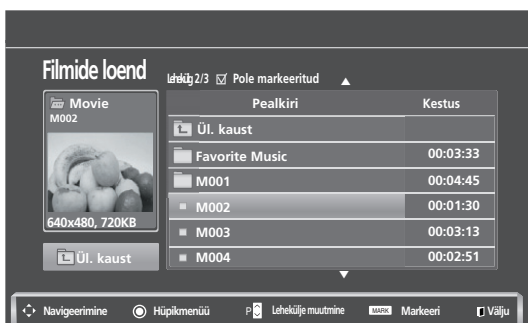 Filmide loend
Lehekülg 2/3 Pole markeeritud
Movie
M002
640x480, 720KB
Ül. kaust
Pealkiri Kestus
Ül. kaust
Favorite Music 00:03:33
M001 00:04:45
M002 00:01:30
M003 00:03:13
M004 00:02:51
Navigeerimine Hüpikmenüü P Lehekülje muutmine MARK Markeeri Välju